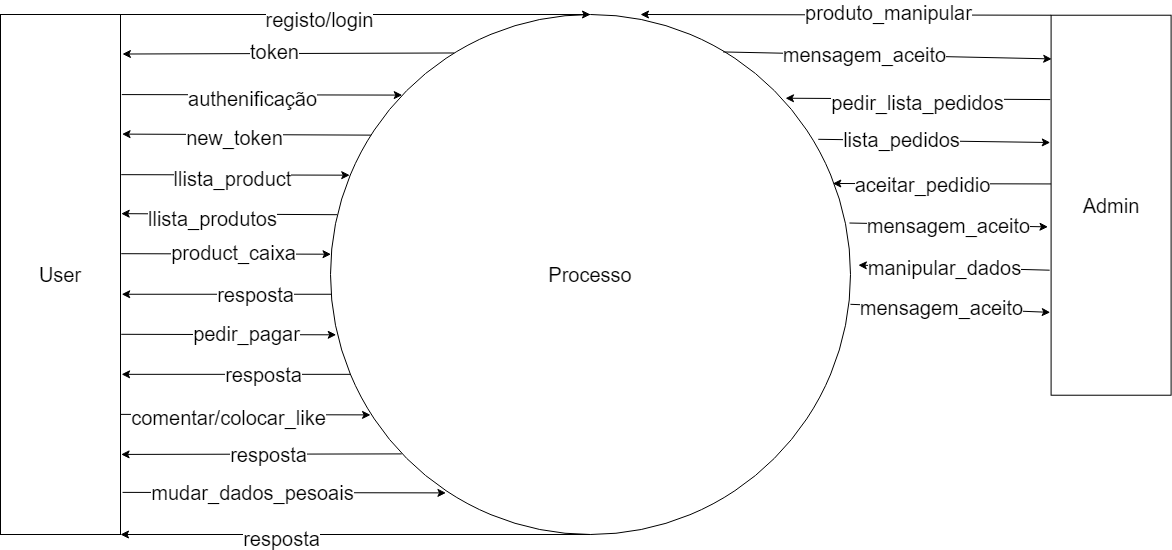 registo/login
token
authenificação
new_token
llista_product
llista_produtos
product_caixa
resposta
pedir_pagar
resposta
comentar/colocar_like
resposta
mudar_dados_pesoais
resposta
User
Processo
produto_manipular
mensagem_aceito
pedir_lista_pedidos
lista_pedidos
aceitar_pedidio
mensagem_aceito
manipular_dados
mensagem_aceito
Admin